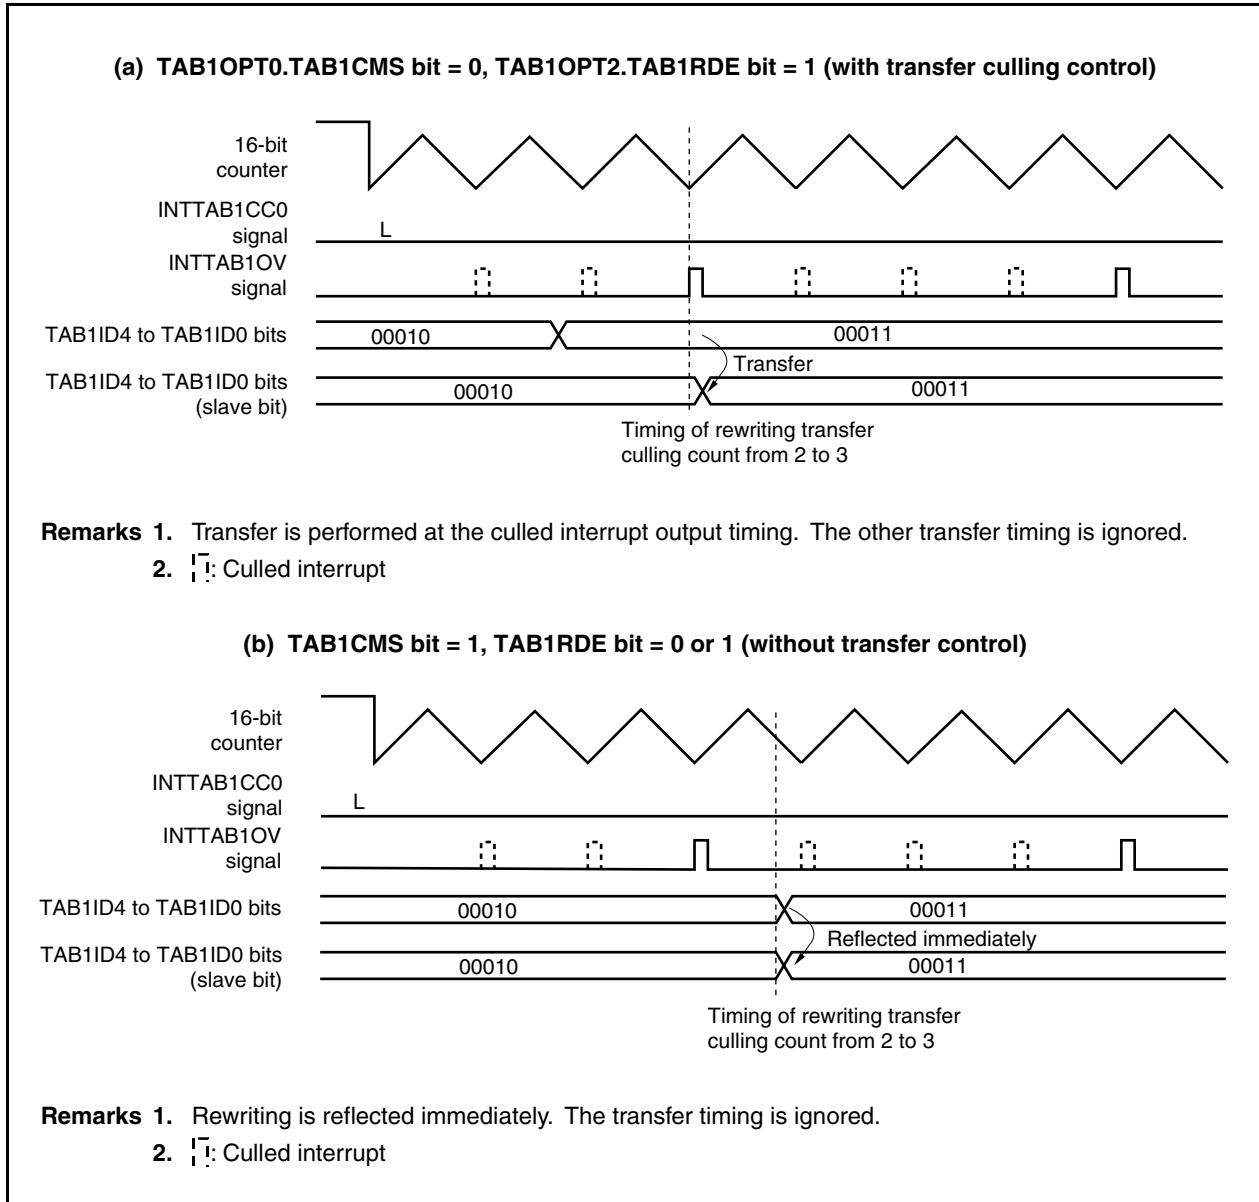 (a) TAB1OPT0.TAB1CMS bit = 0, TAB1OPT2.TAB1RDE bit = 1 (with transfer culling control)
16-bit
counter
INTTAB1CC0
signal
L
INTTAB1OV
signal
TAB1ID4 to TAB1ID0 bits
00010
00011
Transfer
TAB1ID4 to TAB1ID0 bits
(slave bit)
00010
00011
Timing of rewriting transfer
culling count from 2 to 3
Remarks 1. Transfer is performed at the culled interrupt output timing. The other transfer timing is ignored.
2. : Culled interrupt
(b) TAB1CMS bit = 1, TAB1RDE bit = 0 or 1 (without transfer control)
16-bit
counter
INTTAB1CC0
signal
L
INTTAB1OV
signal
TAB1ID4 to TAB1ID0 bits
00010
00011
Reflected immediately
TAB1ID4 to TAB1ID0 bits
(slave bit)
00010
00011
Timing of rewriting transfer
culling count from 2 to 3
Remarks 1. Rewriting is reflected immediately. The transfer timing is ignored.
2. : Culled interrupt